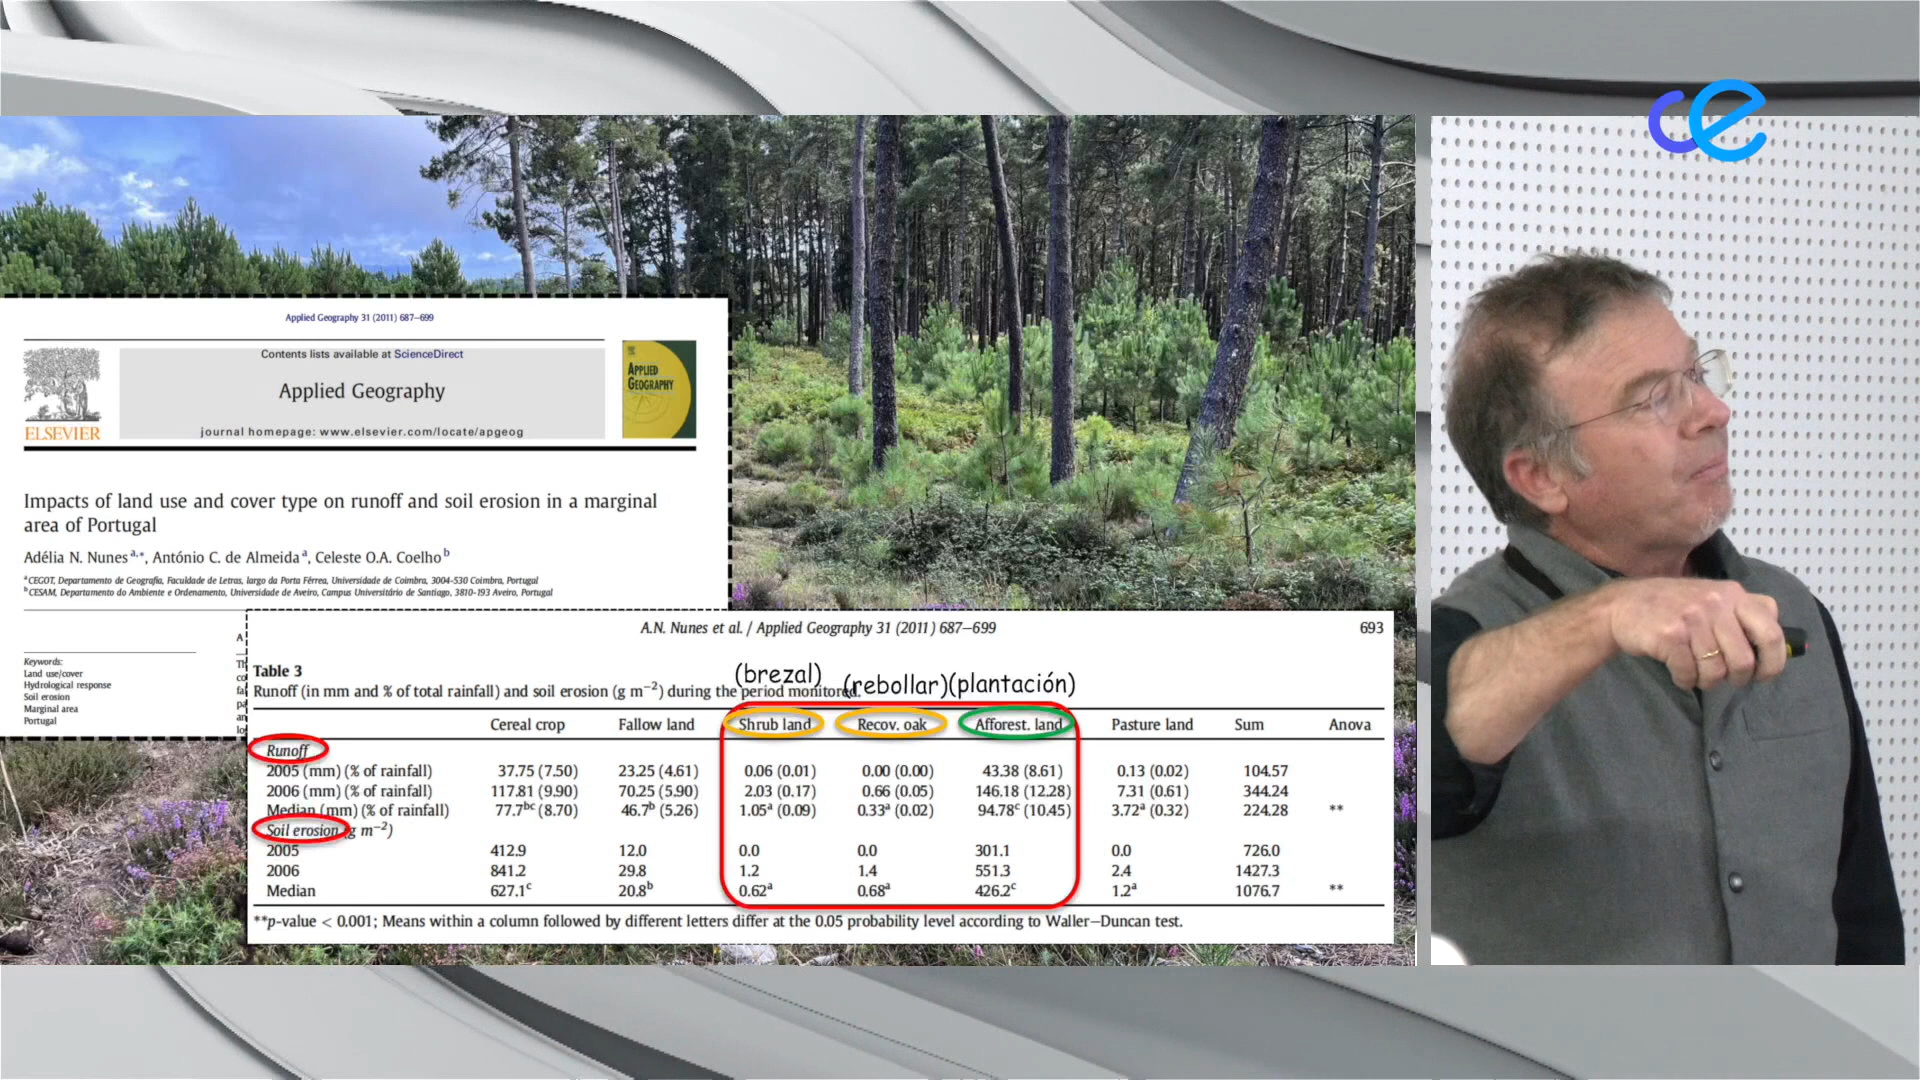 Applied Geography 31 (2011) 687–699
Contents lists available at ScienceDirect
Applied Geography
journal homepage: www.elsevier.com/locate/apgeog
ELSEVIER
APPLIED
GEOGRAPHY
Impacts of land use and cover type on runoff and soil erosion in a marginal
area of Portugal
Adélia N. Nunes a,*, António C. de Almeida a, Celeste O.A. Coelho b
a CEGOT, Departamento de Geografia, Faculdade de Letras, largo da Porta Férrea, Universidade de Coimbra, 3004-530 Coimbra, Portugal
b CESAM, Departamento do Ambiente e Ordenamento, Universidade de Aveiro, Campus Universitário de Santiago, 3810-193 Aveiro, Portugal
Keywords:
Land use/cover
Hydrological response
Soil erosion
Marginal area
Portugal
A.N. Nunes et al. / Applied Geography 31 (2011) 687–699 693
Table 3
(brezal) (rebollar) (plantación)
Runoff (in mm and % of total rainfall) and soil erosion (g m−2) during the period monitored.
Cereal crop Fallow land Shrub land Recov. oak Afforest. land Pasture land Sum Anova
Runoff
2005 (mm) (% of rainfall) 37.75 (7.50) 23.25 (4.61) 0.06 (0.01) 0.00 (0.00) 43.38 (8.61) 0.13 (0.02) 104.57
2006 (mm) (% of rainfall) 117.81 (9.90) 70.25 (5.90) 2.03 (0.17) 0.66 (0.05) 146.18 (12.28) 7.31 (0.61) 344.24
Median (mm) (% of rainfall) 77.7bc (8.70) 46.7b (5.26) 1.05a (0.09) 0.33a (0.02) 94.78c (10.45) 3.72a (0.32) 224.28 **
Soil erosion (g m−2)
2005 412.9 12.0 0.0 0.0 301.1 0.0 726.0
2006 841.2 29.8 1.2 1.4 551.3 2.4 1427.3
Median 627.1c 20.8b 0.62a 0.68a 426.2c 1.2a 1076.7 **
**p-value < 0.001; Means within a column followed by different letters differ at the 0.05 probability level according to Waller–Duncan test.